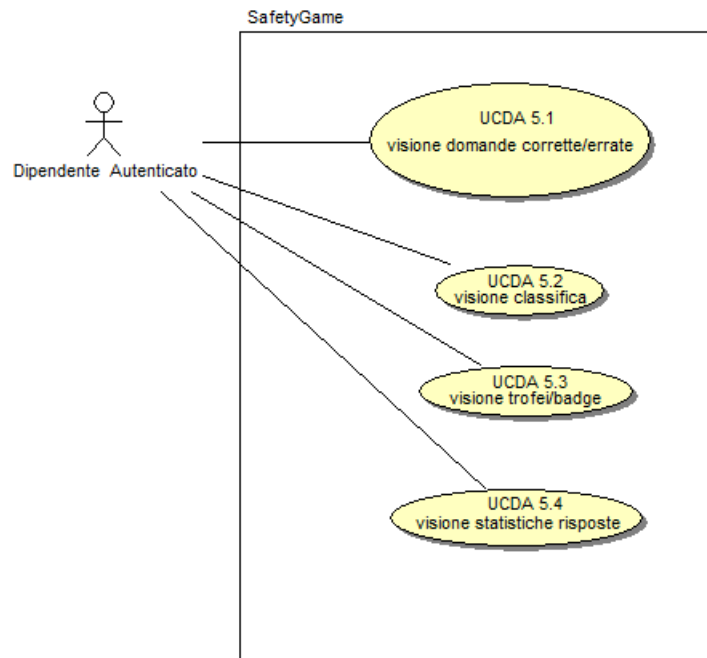 SafetyGame
Dipendente Autenticato
UCDA 5.1
visione domande corrette/errate
UCDA 5.2
visione classifica
UCDA 5.3
visione trofei/badge
UCDA 5.4
visione statistiche risposte